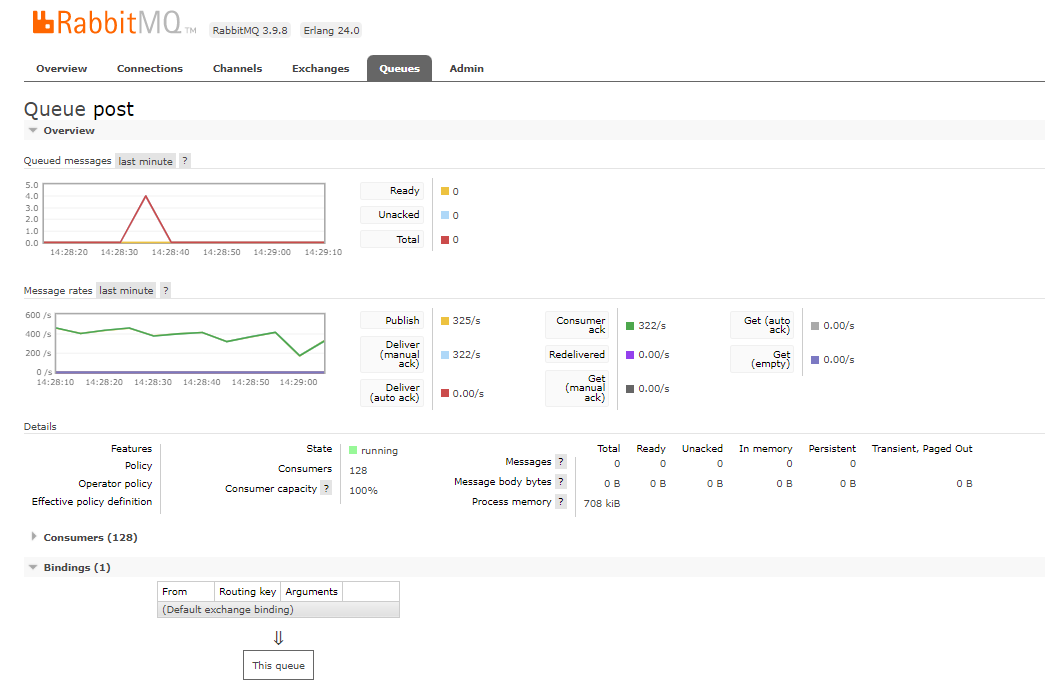 RabbitMQ TM RabbitMQ 3.9.8 Erlang 24.0
Overview Connections Channels Exchanges Queues Admin
Queue post
Overview
Queued messages last minute ?
5.0
4.0
3.0
2.0
1.0
0.0
14:28:20 14:28:30 14:28:40 14:28:50 14:29:00 14:29:10
Ready 0
Unacked 0
Total 0
Message rates last minute ?
600 /s
400 /s
200 /s
0 /s
14:28:10 14:28:20 14:28:30 14:28:40 14:28:50 14:29:00
Publish 325/s
Deliver
(manual
ack)
322/s
Deliver
(auto ack)
0.00/s
Consumer
ack
322/s
Redelivered 0.00/s
Get
(manual
ack)
0.00/s
Get (auto
ack)
0.00/s
Get
(empty)
0.00/s
Details
Features
Policy
Operator policy
Effective policy definition
State running
Consumers 128
Consumer capacity ? 100%
Total Ready Unacked In memory Persistent Transient, Paged Out
Messages ? 0 0 0 0 0
Message body bytes ? 0 B 0 B 0 B 0 B 0 B 0 B
Process memory ? 708 kiB
Consumers (128)
Bindings (1)
From Routing key Arguments
(Default exchange binding)
⇓
This queue